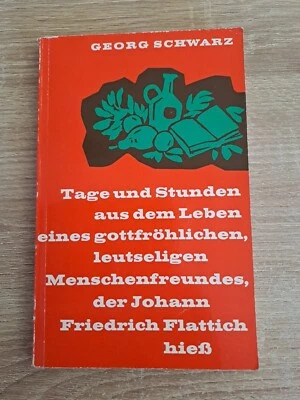 GEORG SCHWARZ
Tage und Stunden
aus dem Leben
eines gottfröhlichen,
leutseligen
Menschenfreundes,
der Johann
Friedrich Flattich
hieß